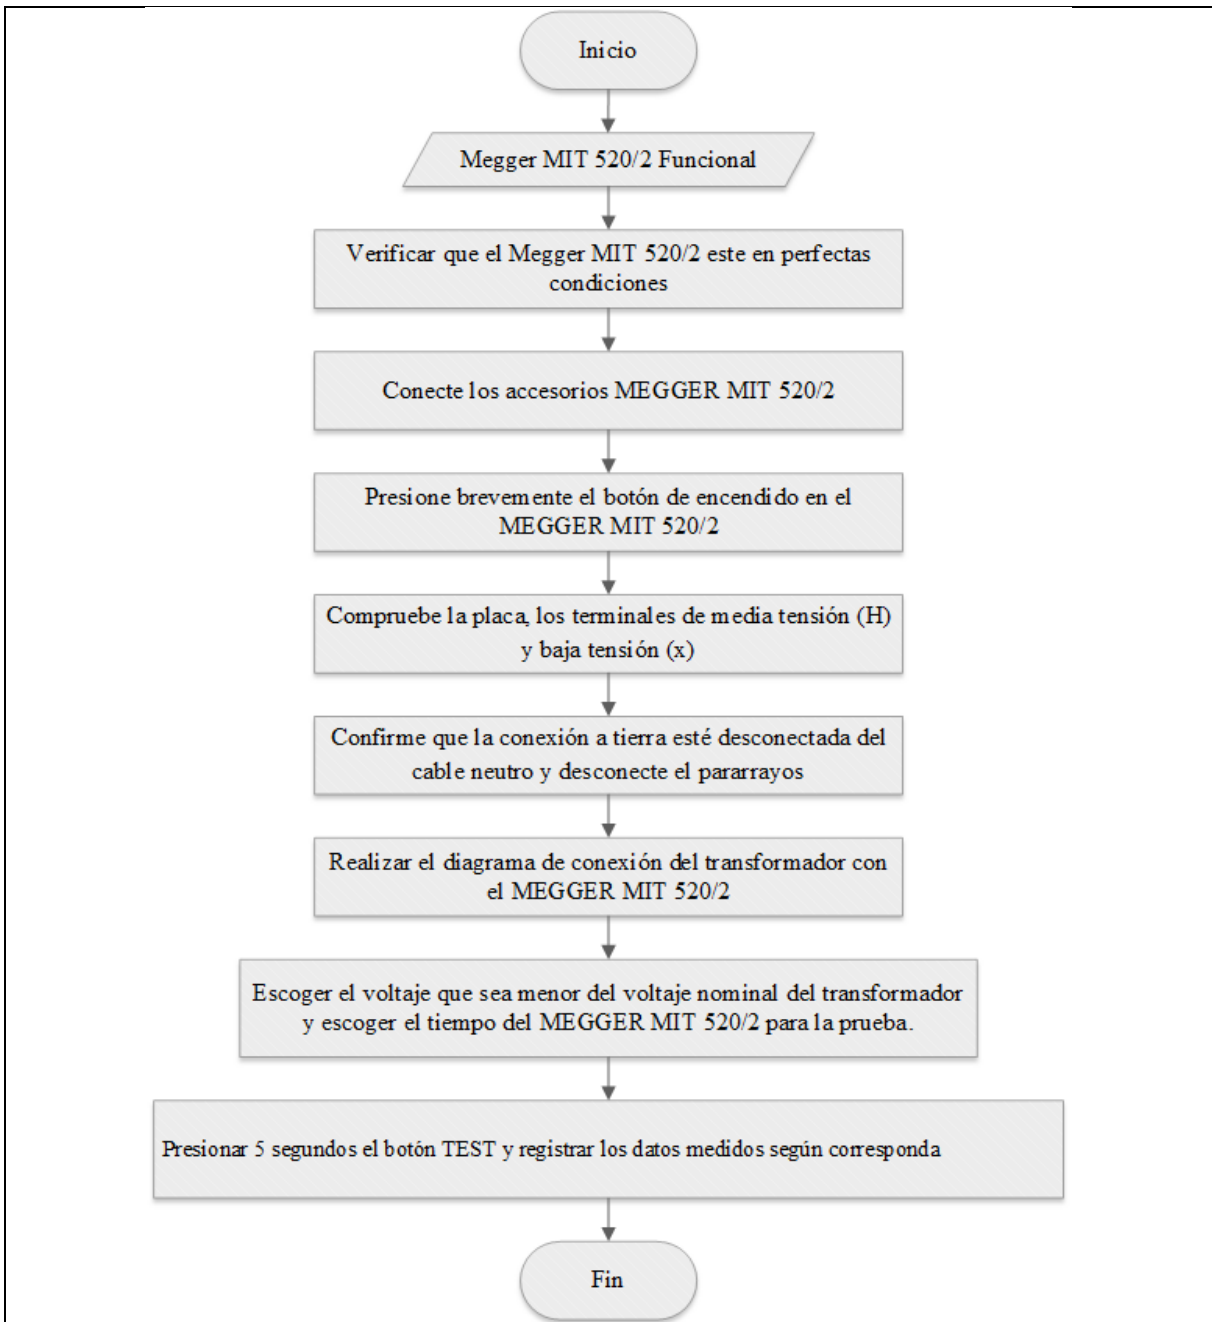 Inicio
Megger MIT 520/2 Funcional
Verificar que el Megger MIT 520/2 este en perfectas
condiciones
Conecte los accesorios MEGGER MIT 520/2
Presione brevemente el botón de encendido en el
MEGGER MIT 520/2
Compruebe la placa, los terminales de media tensión (H)
y baja tensión (x)
Confirme que la conexión a tierra esté desconectada del
cable neutro y desconecte el pararrayos
Realizar el diagrama de conexión del transformador con
el MEGGER MIT 520/2
Escoger el voltaje que sea menor del voltaje nominal del transformador
y escoger el tiempo del MEGGER MIT 520/2 para la prueba.
Presionar 5 segundos el botón TEST y registrar los datos medidos según corresponda
Fin